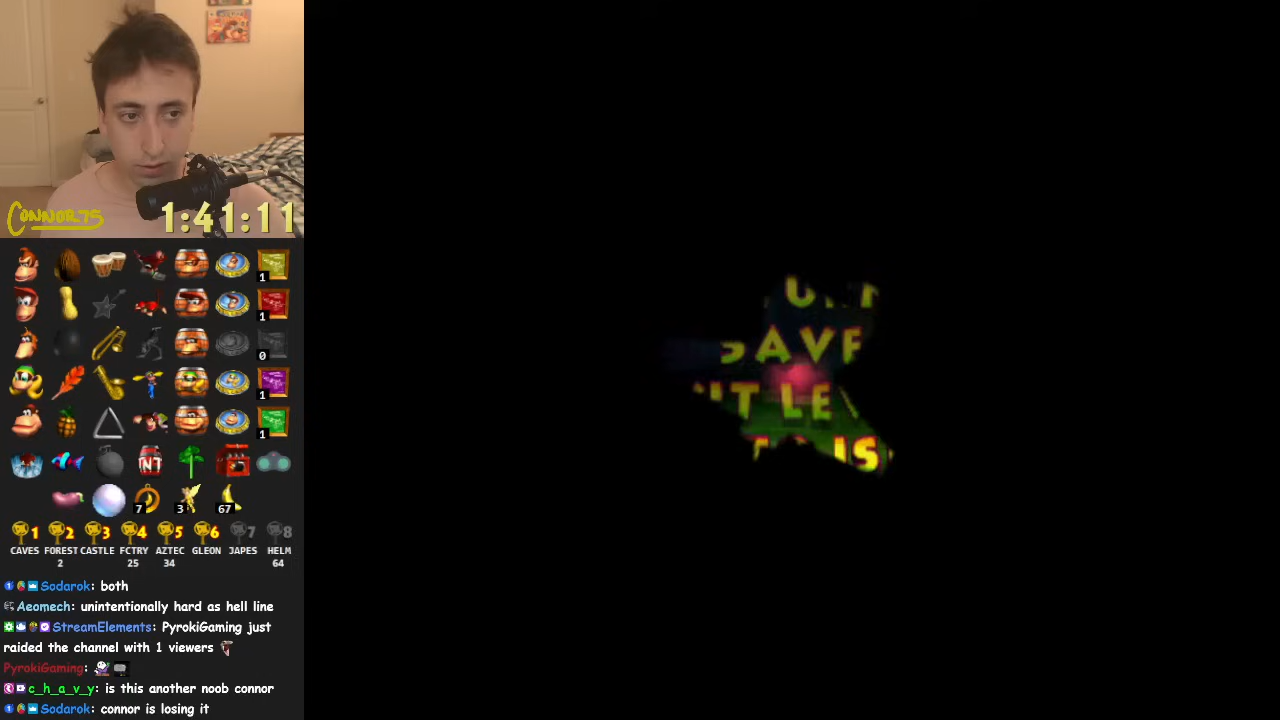 CONNOR75
1:41:11
1
1
0
1
1
NT
7
3
67
1 2 3 4 5 6 7 8
CAVES FOREST CASTLE FCTRY AZTEC GLEON JAPES HELM
2 25 34 64
Sodarok: both
Aeomech: unintentionally hard as hell line
StreamElements: PyrokiGaming just
raided the channel with 1 viewers
PyrokiGaming:
c_h_a_v_y: is this another noob connor
Sodarok: connor is losing it
IS